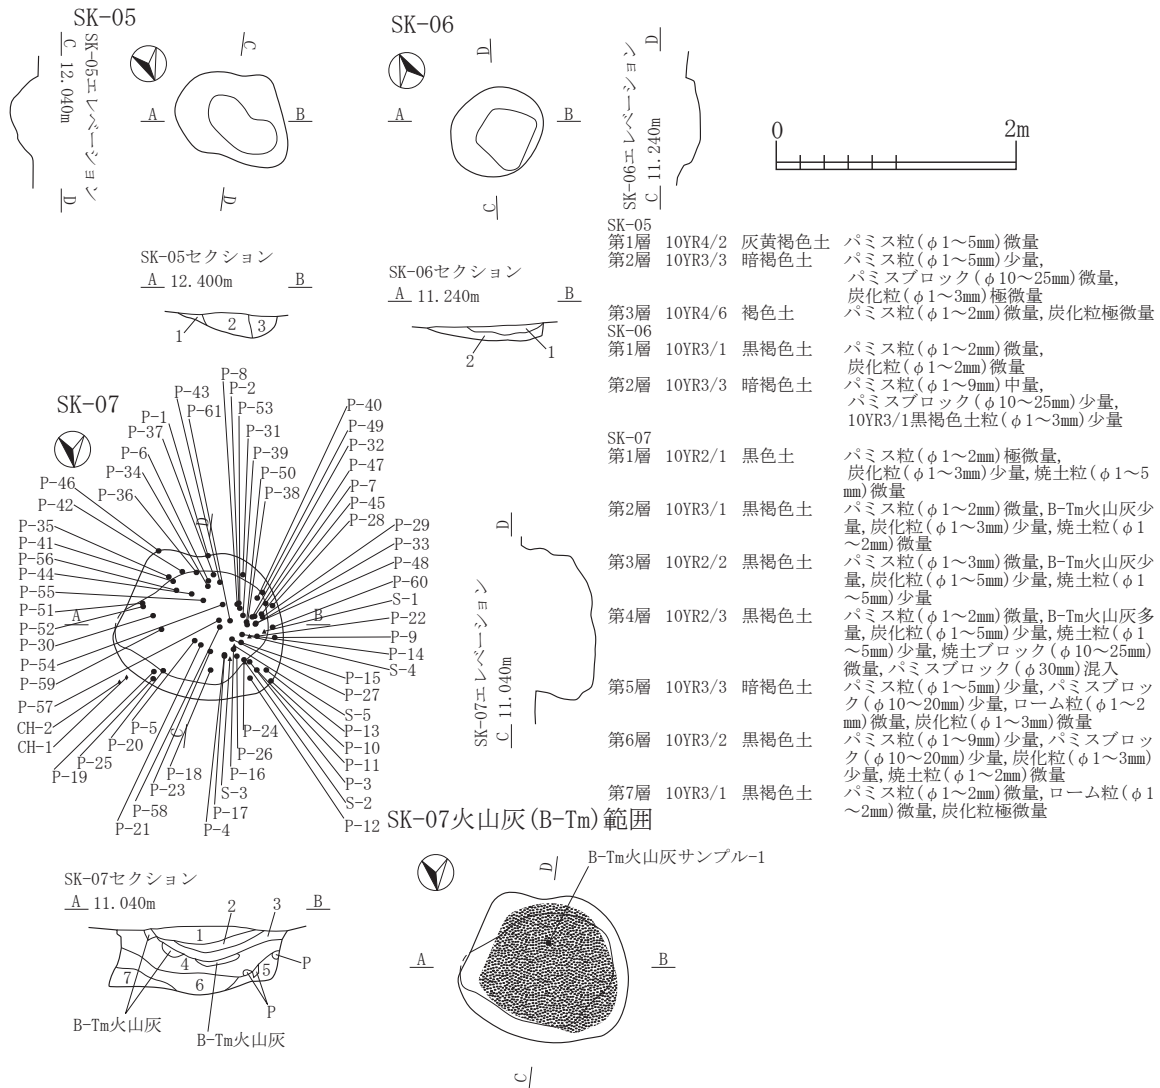 SK-05
SK-05エレベーション
C 12.040m
D
C
A
B
D
SK-06
D
A
B
C
SK-06エレベーション
C 11.240m
D
0
2m
SK-05セクション
A 12.400m
B
1
2
3
SK-06セクション
A 11.240m
B
2
1
SK-05
第1層 10YR4/2 灰黄褐色土 パミス粒(φ1～5mm)微量
第2層 10YR3/3 暗褐色土 パミス粒(φ1～5mm)少量,
パミスブロック(φ10～25mm)微量,
炭化粒(φ1～3mm)極微量
第3層 10YR4/6 褐色土 パミス粒(φ1～2mm)微量,炭化粒極微量
SK-06
第1層 10YR3/1 黒褐色土 パミス粒(φ1～2mm)微量,
炭化粒(φ1～2mm)微量
第2層 10YR3/3 暗褐色土 パミス粒(φ1～9mm)中量,
パミスブロック(φ10～25mm)少量,
10YR3/1黒褐色土粒(φ1～3mm)少量
SK-07
第1層 10YR2/1 黒色土 パミス粒(φ1～2mm)極微量,
炭化粒(φ1～3mm)少量,焼土粒(φ1～5
mm)微量
第2層 10YR3/1 黒褐色土 パミス粒(φ1～2mm)微量,B-Tm火山灰少
量,炭化粒(φ1～3mm)少量,焼土粒(φ1
～2mm)微量
第3層 10YR2/2 黒褐色土 パミス粒(φ1～3mm)微量,B-Tm火山灰少
量,炭化粒(φ1～5mm)少量,焼土粒(φ1
～5mm)少量
第4層 10YR2/3 黒褐色土 パミス粒(φ1～2mm)微量,B-Tm火山灰多
量,炭化粒(φ1～5mm)少量,焼土粒(φ1
～5mm)少量,焼土ブロック(φ10～25mm)
微量,パミスブロック(φ30mm)混入
第5層 10YR3/3 暗褐色土 パミス粒(φ1～5mm)少量,パミスブロッ
ク(φ10～20mm)少量,ローム粒(φ1～2
mm)微量,炭化粒(φ1～3mm)微量
第6層 10YR3/2 黒褐色土 パミス粒(φ1～9mm)少量,パミスブロッ
ク(φ10～20mm)少量,炭化粒(φ1～3mm)
少量,焼土粒(φ1～2mm)微量
第7層 10YR3/1 黒褐色土 パミス粒(φ1～2mm)微量,ローム粒(φ1
～2mm)微量,炭化粒極微量
SK-07
P-8
P-43
P-2
P-1
P-61
P-53
P-37
P-31
P-6
P-39
P-34
P-50
P-36
P-38
P-46
P-42
P-35
P-41
P-56
P-44
P-55
P-51
A
P-52
P-30
P-54
P-59
P-57
CH-2
CH-1
P-19
P-25
P-20
P-5
P-21
P-58
P-23
P-18
C
P-4
P-17
S-3
P-16
P-26
P-24
P-40
P-49
P-32
P-47
P-7
P-45
P-28
P-29
P-33
P-48
P-60
S-1
B
P-22
P-9
P-14
S-4
P-15
P-27
S-5
P-13
P-10
P-11
P-3
S-2
P-12
D
SK-07エレベーション
C 11.040m
D
SK-07セクション
A 11.040m
B
1
2
3
4
5
6
7
P
P
B-Tm火山灰
B-Tm火山灰
SK-07火山灰(B-Tm)範囲
B-Tm火山灰サンプル-1
D
A
B
C